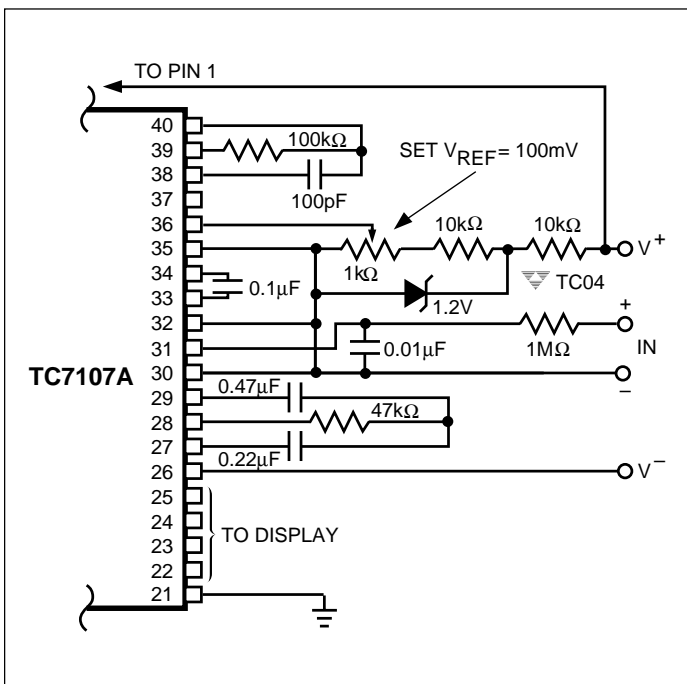 TO PIN 1
40
39
100kΩ
38
100pF
SET VREF = 100mV
37
36
35
1kΩ
10kΩ
10kΩ
V+
34
0.1µF
33
1.2V
TC04
32
31
0.01µF
1MΩ
+
IN
–
TC7107A
30
29
0.47µF
28
47kΩ
27
0.22µF
26
V–
25
24
23
22
TO DISPLAY
21